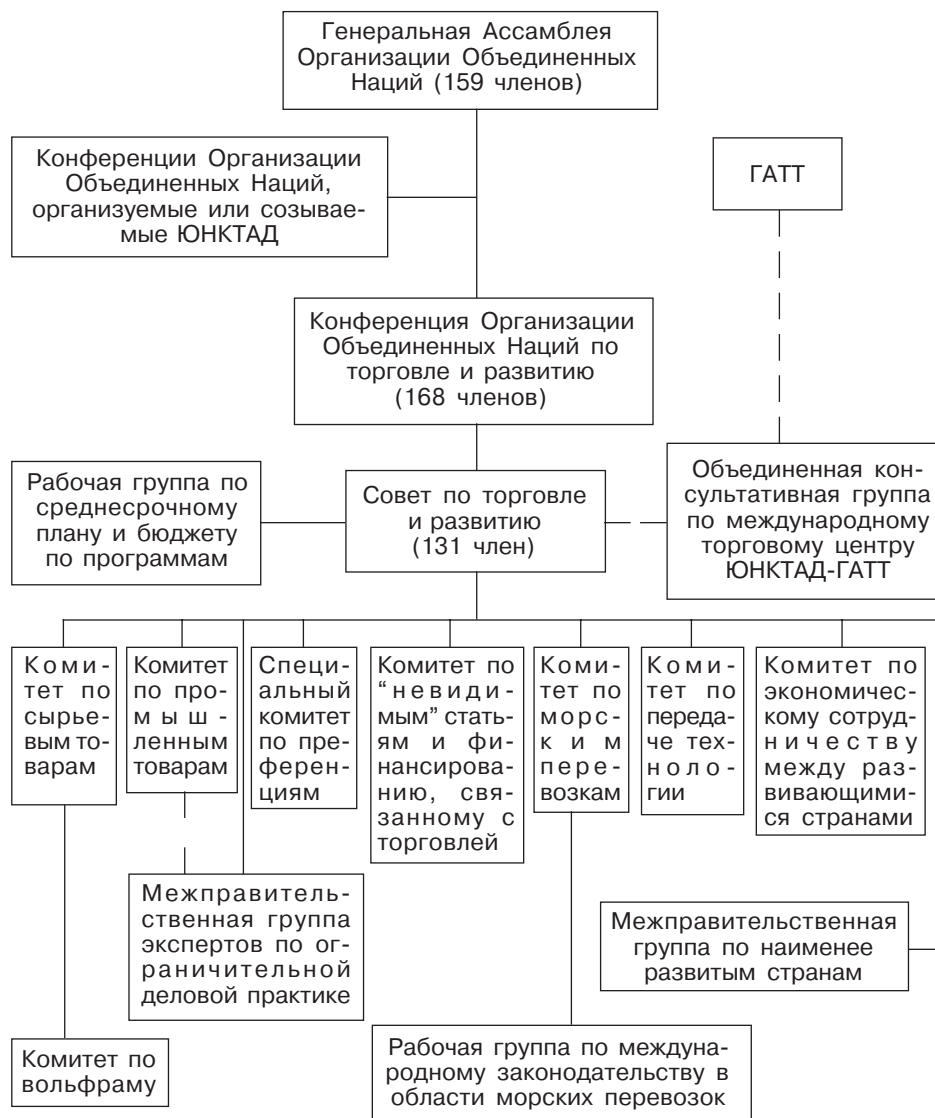 Генеральная Ассамблея
Организации Объединенных
Наций (159 членов)
Конференции Организации
Объединенных Наций,
организуемые или созывае-
мые ЮНКТАД
ГАТТ
Конференция Организации
Объединенных Наций по
торговле и развитию
(168 членов)
Рабочая группа по
среднесрочному
плану и бюджету
по программам
Совет по торговле
и развитию
(131 член)
Объединенная кон-
сультативная группа
по международному
торговому центру
ЮНКТАД-ГАТТ
Коми-
тет по
сырье-
вым то-
варам
Комитет
по про-
мыш-
ленным
товарам
Специ-
альный
комитет
по пре-
ферен-
циям
Комитет по
“невиди-
мым” стать-
ям и фи-
нансирова-
нию, свя-
занному с
торговлей
Коми-
тет по
морс-
ким
пере-
возкам
Коми-
тет по
переда-
че тех-
ноло-
гии
Комитет по
экономичес-
кому сотруд-
ничеству
между раз-
вивающими-
ся странами
Межправитель-
ственная группа
экспертов по ог-
раничительной
деловой практике
Межправительственная
группа по наименее
развитым странам
Комитет по
вольфраму
Рабочая группа по междуна-
родному законодательству в
области морских перевозок